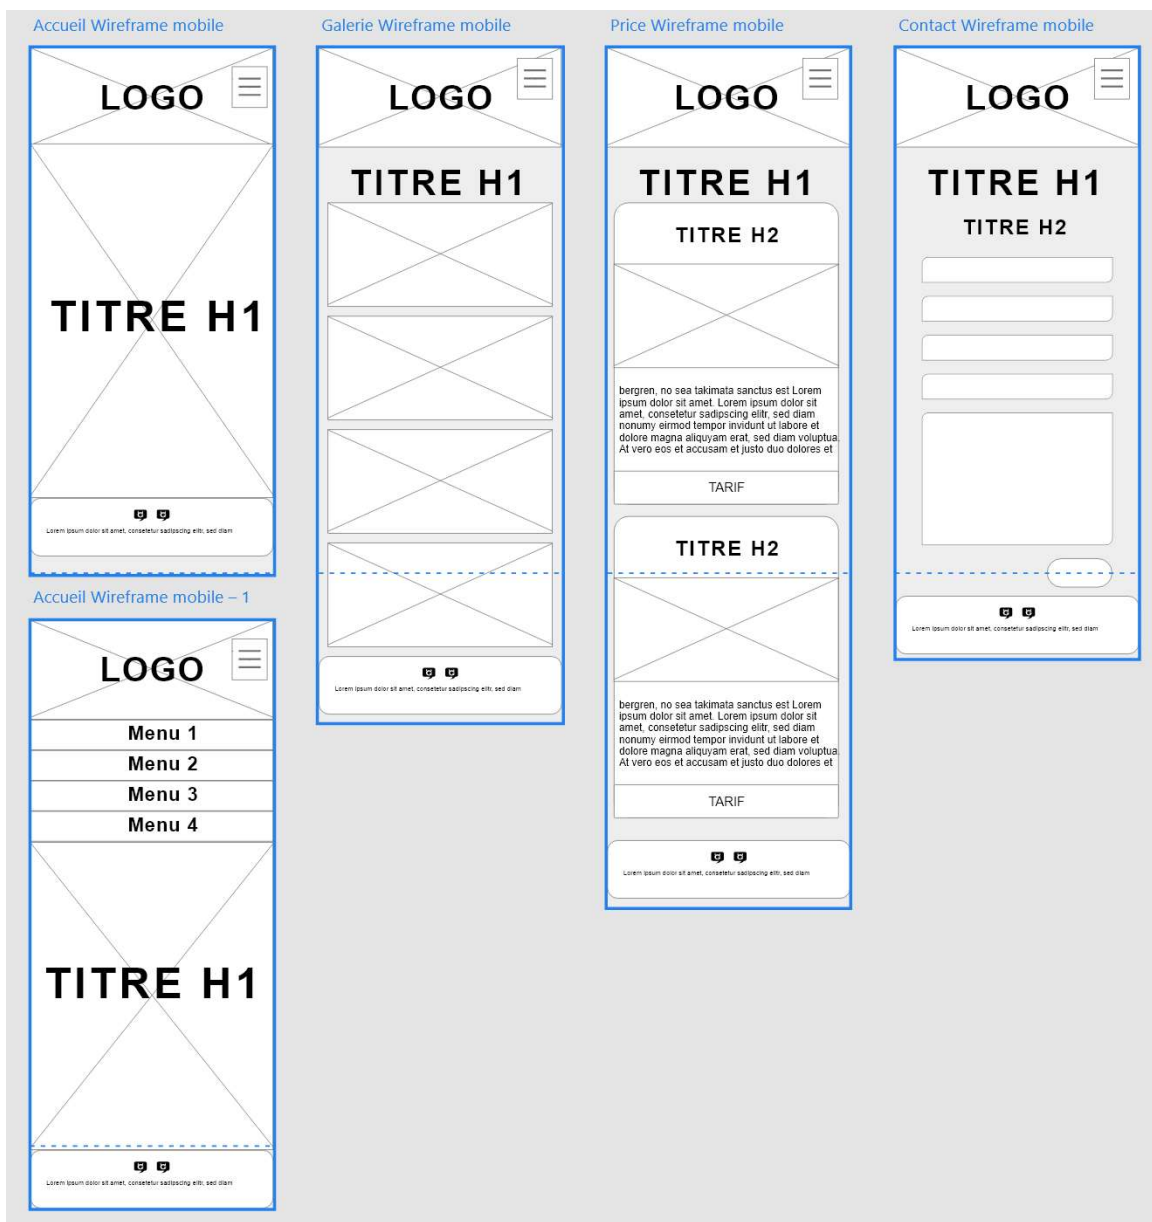 Accueil Wireframe mobile
LOGO
TITRE H1
Lorem ipsum dolor sit amet, consetetur sadipscing elitr, sed diam
Accueil Wireframe mobile – 1
LOGO
Menu 1
Menu 2
Menu 3
Menu 4
TITRE H1
Lorem ipsum dolor sit amet, consetetur sadipscing elitr, sed diam
Galerie Wireframe mobile
LOGO
TITRE H1
Lorem ipsum dolor sit amet, consetetur sadipscing elitr, sed diam
Price Wireframe mobile
LOGO
TITRE H1
TITRE H2
bergren, no sea takimata sanctus est Lorem
ipsum dolor sit amet. Lorem ipsum dolor sit
amet, consetetur sadipscing elitr, sed diam
nonumy eirmod tempor invidunt ut labore et
dolore magna aliquyam erat, sed diam voluptua.
At vero eos et accusam et justo duo dolores et
TARIF
TITRE H2
bergren, no sea takimata sanctus est Lorem
ipsum dolor sit amet. Lorem ipsum dolor sit
amet, consetetur sadipscing elitr, sed diam
nonumy eirmod tempor invidunt ut labore et
dolore magna aliquyam erat, sed diam voluptua.
At vero eos et accusam et justo duo dolores et
TARIF
Lorem ipsum dolor sit amet, consetetur sadipscing elitr, sed diam
Contact Wireframe mobile
LOGO
TITRE H1
TITRE H2
Lorem ipsum dolor sit amet, consetetur sadipscing elitr, sed diam